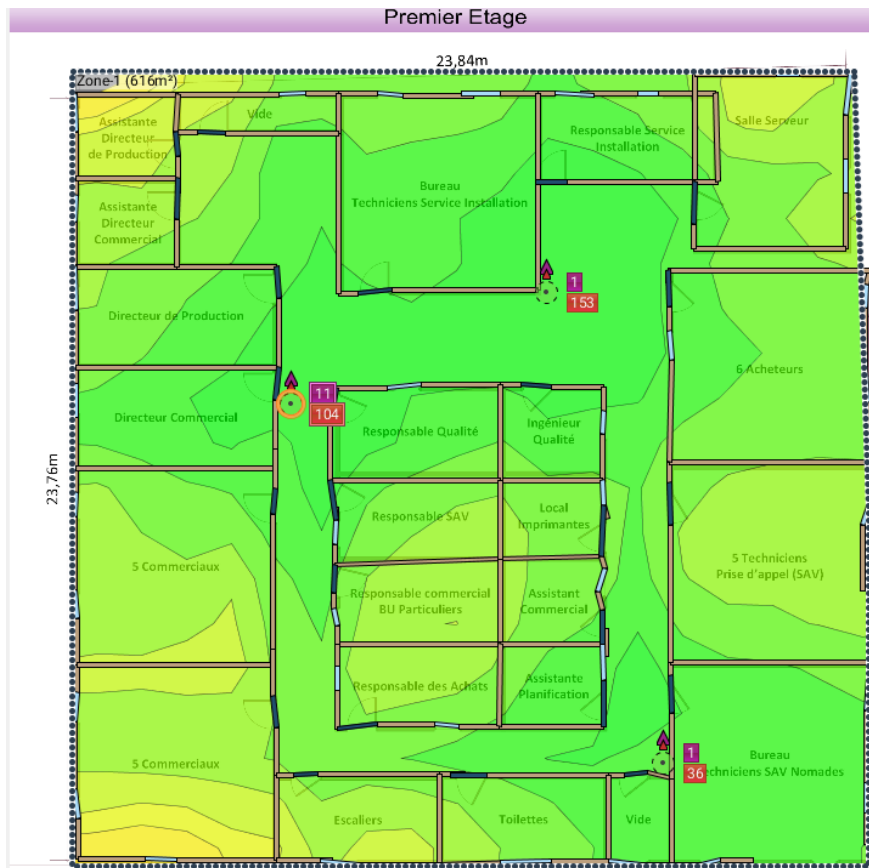 Premier Etage
23,84m
Zone-1 (616m²)
Assistante
Directeur
de Production
Vide
Bureau
Techniciens Service Installation
Responsable Service
Installation
Salle Serveur
Assistante
Directeur
Commercial
1
153
Directeur de Production
6 Acheteurs
11
104
Directeur Commercial
Responsable Qualité
Ingénieur
Qualité
23,76m
Responsable SAV
Local
Imprimantes
5 Commerciaux
5 Techniciens
Prise d'appel (SAV)
Responsable commercial
BU Particuliers
Assistant
Commercial
Responsable des Achats
Assistante
Planification
1
36
5 Commerciaux
Bureau
echniciens SAV Nomades
Escaliers
Toilettes
Vide